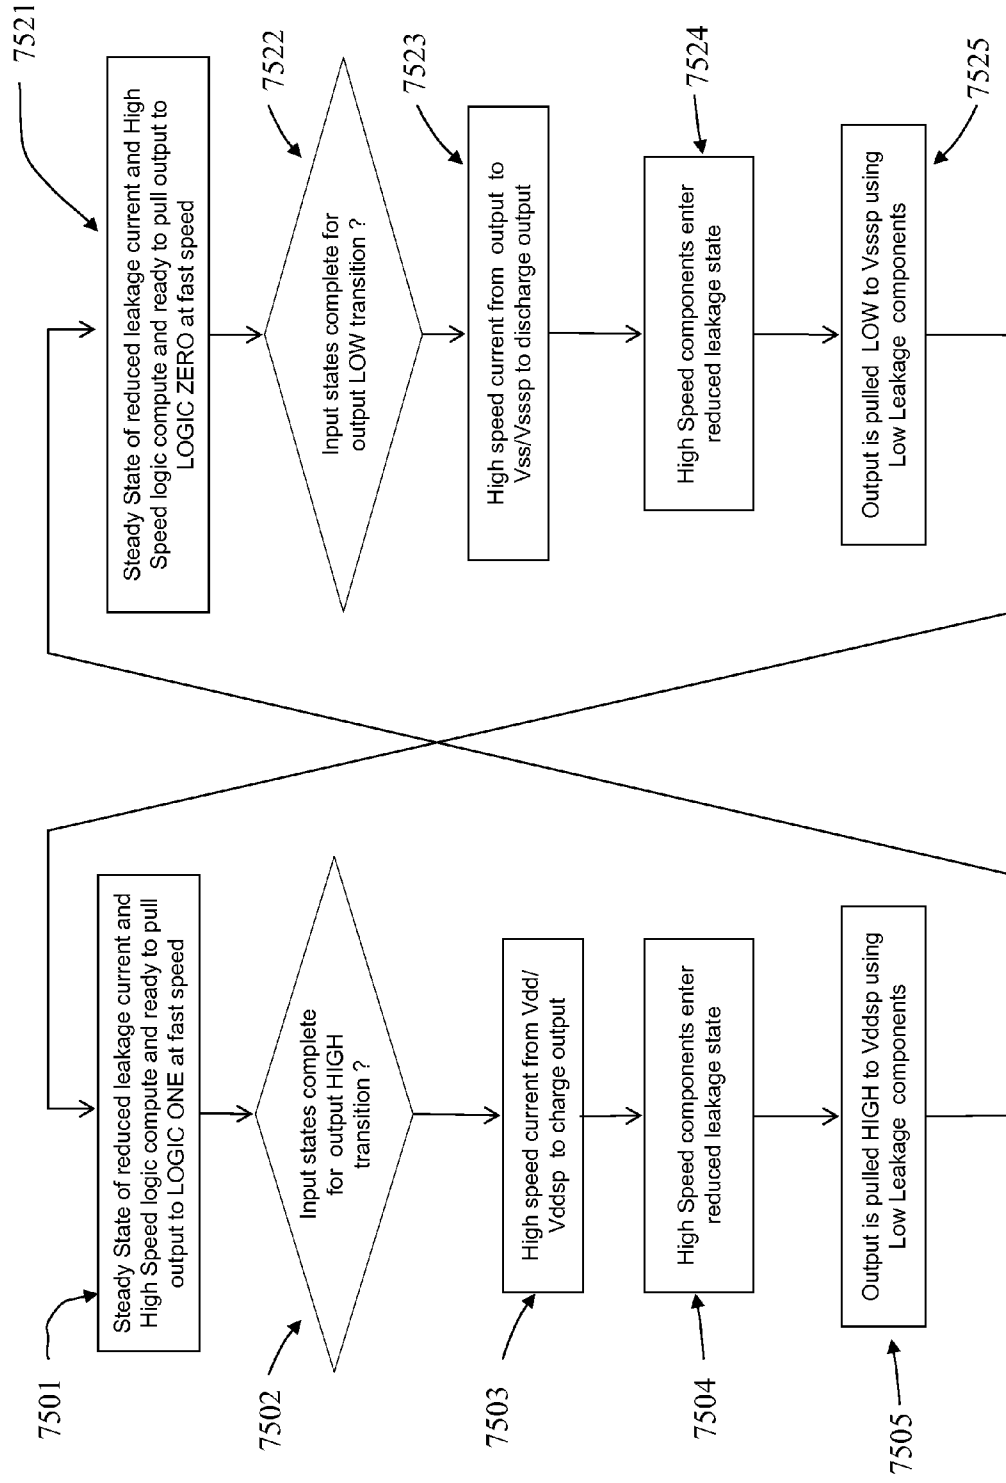 7501
Steady State of reduced leakage current and
High Speed logic compute and ready to pull
output to LOGIC ONE at fast speed
7502
Input states complete
for output HIGH
transition ?
7503
High speed current from Vdd/
Vddsp to charge output
7504
High Speed components enter
reduced leakage state
7505
Output is pulled HIGH to Vddsp using
Low Leakage components
7521
Steady State of reduced leakage current and High
Speed logic compute and ready to pull output to
LOGIC ZERO at fast speed
7522
Input states complete for
output LOW transition ?
7523
High speed current from output to
Vss/Vsssp to discharge output
7524
High Speed components enter
reduced leakage state
7525
Output is pulled LOW to Vsssp using
Low Leakage components